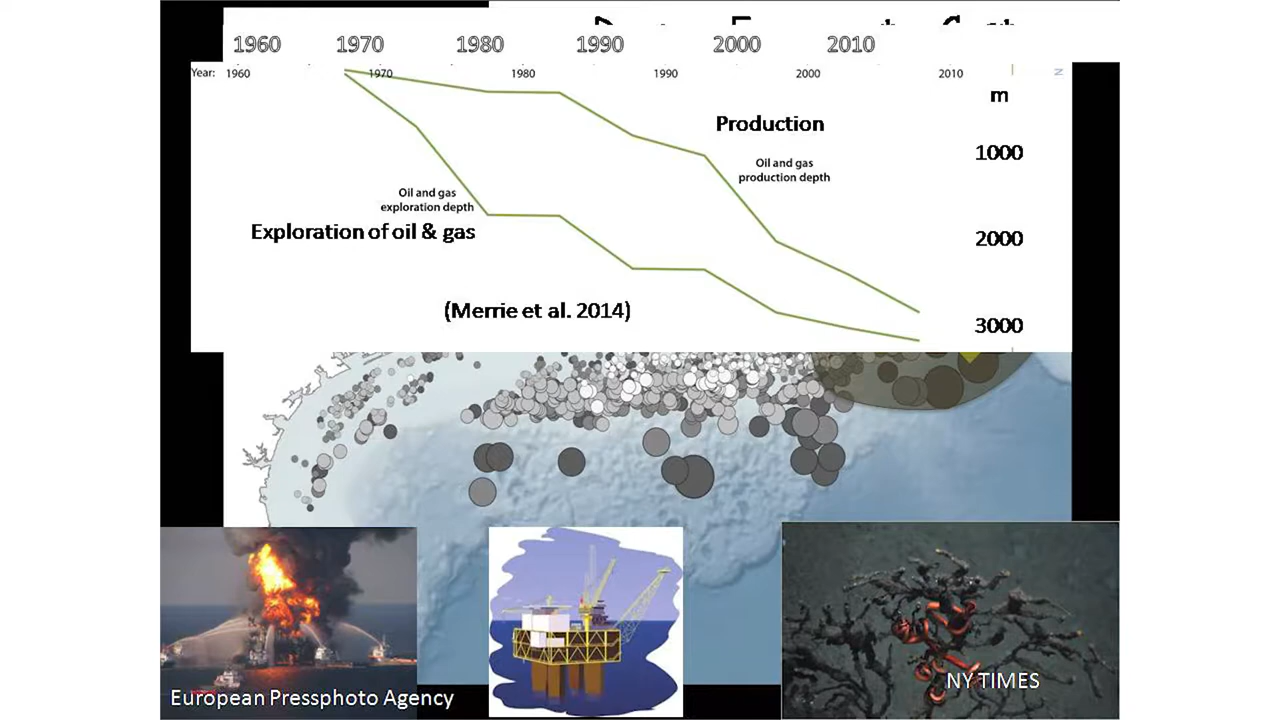 1960 1970 1980 1990 2000 2010
Year: 1960 1970 1980 1990 2000 2010
m
Production
1000
Oil and gas
production depth
Oil and gas
exploration depth
Exploration of oil & gas
2000
(Merrie et al. 2014)
3000
European Pressphoto Agency
NY TIMES